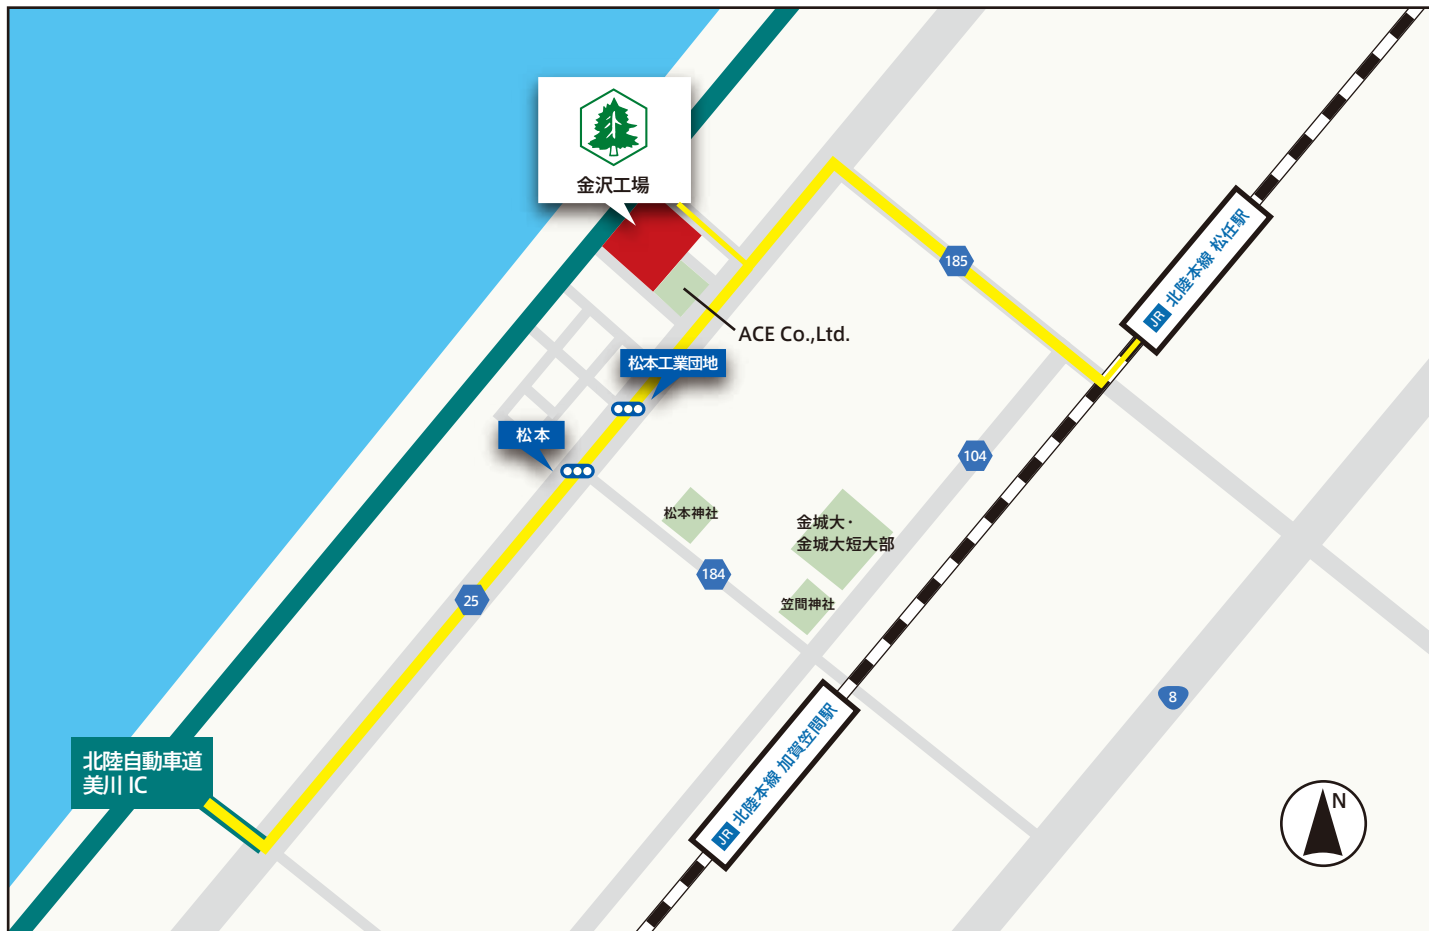 金沢工場
185
JR 北陸本線 松任駅
ACE Co.,Ltd.
松本工業団地
松本
104
松本神社
金城大・
金城大短大部
184
25
笠間神社
8
JR 北陸本線 加賀笠間駅
北陸自動車道
美川 IC
N